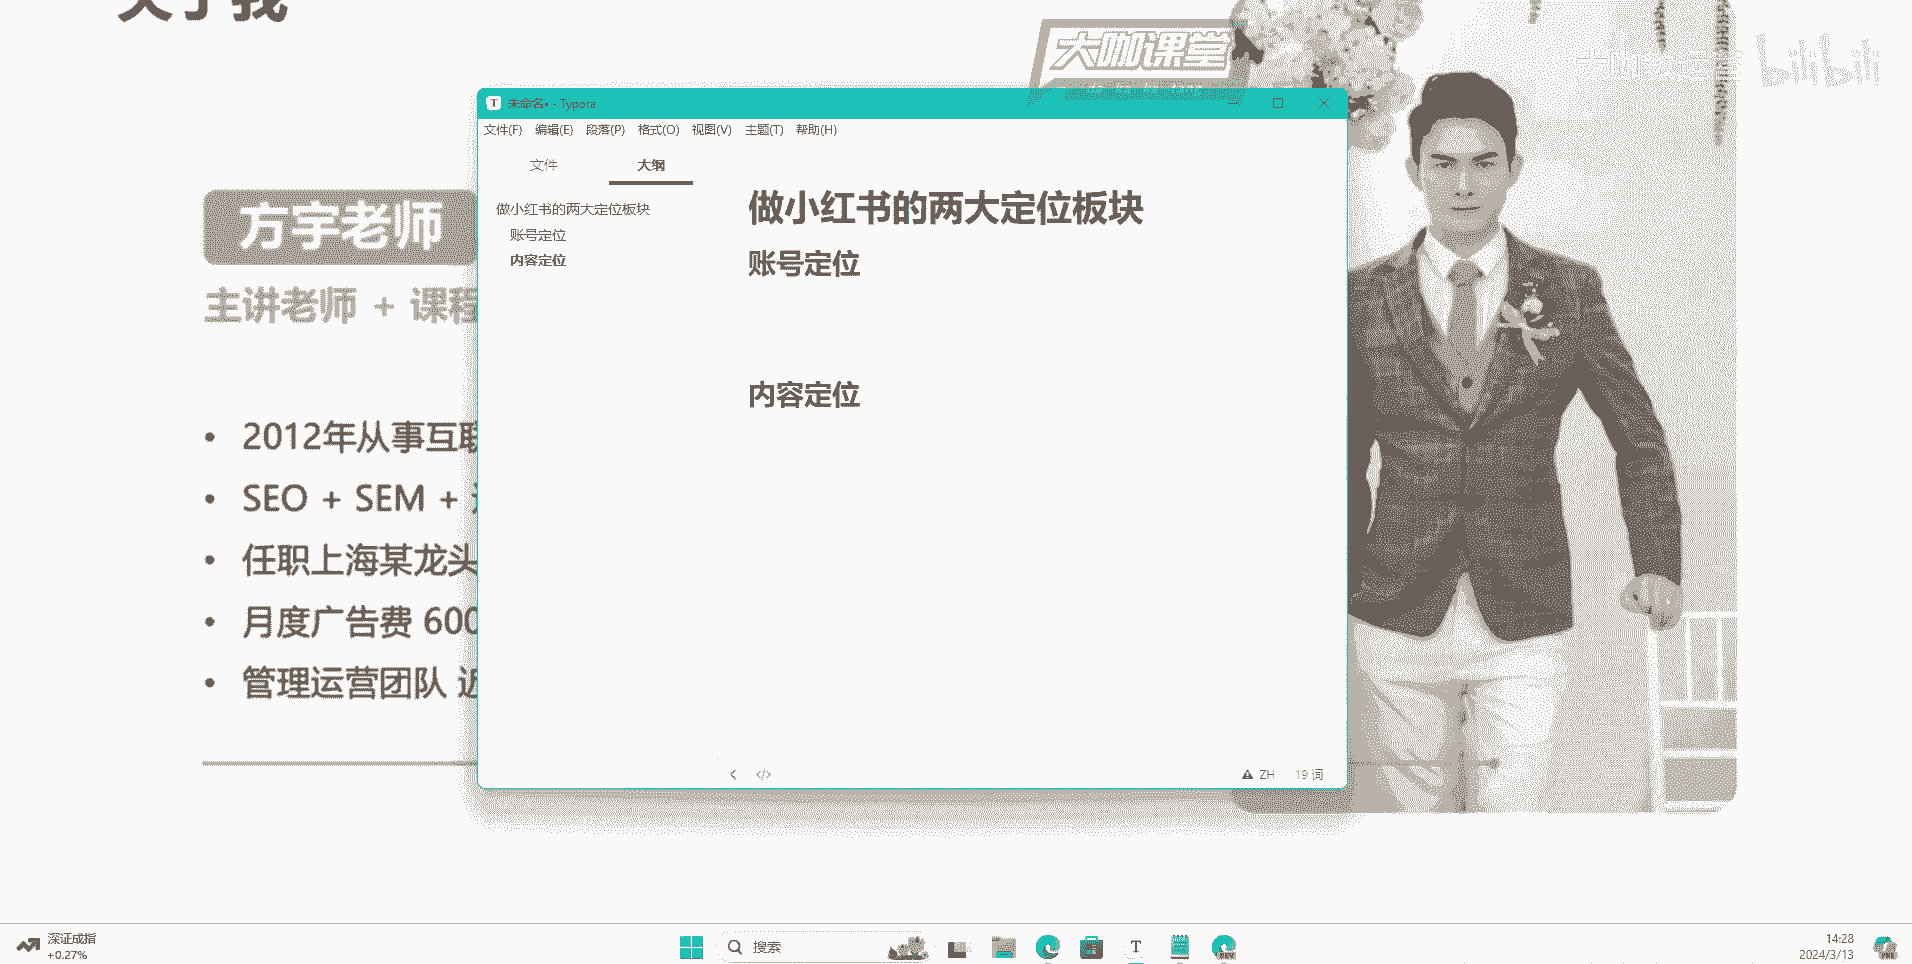 关于我
大咖课堂
bilibili
未命名• - Typora
文件(F) 编辑(E) 段落(P) 格式(O) 视图(V) 主题(T) 帮助(H)
文件 大纲
做小红书的两大定位板块
账号定位
内容定位
做小红书的两大定位板块
账号定位
内容定位
ZH 19 词
方宇老师
主讲老师 + 课程
• 2012年从事互联
• SEO + SEM +
• 任职上海某龙头
• 月度广告费 600
• 管理运营团队 近
深证成指
+0.27%
搜索
14:28
2024/3/13